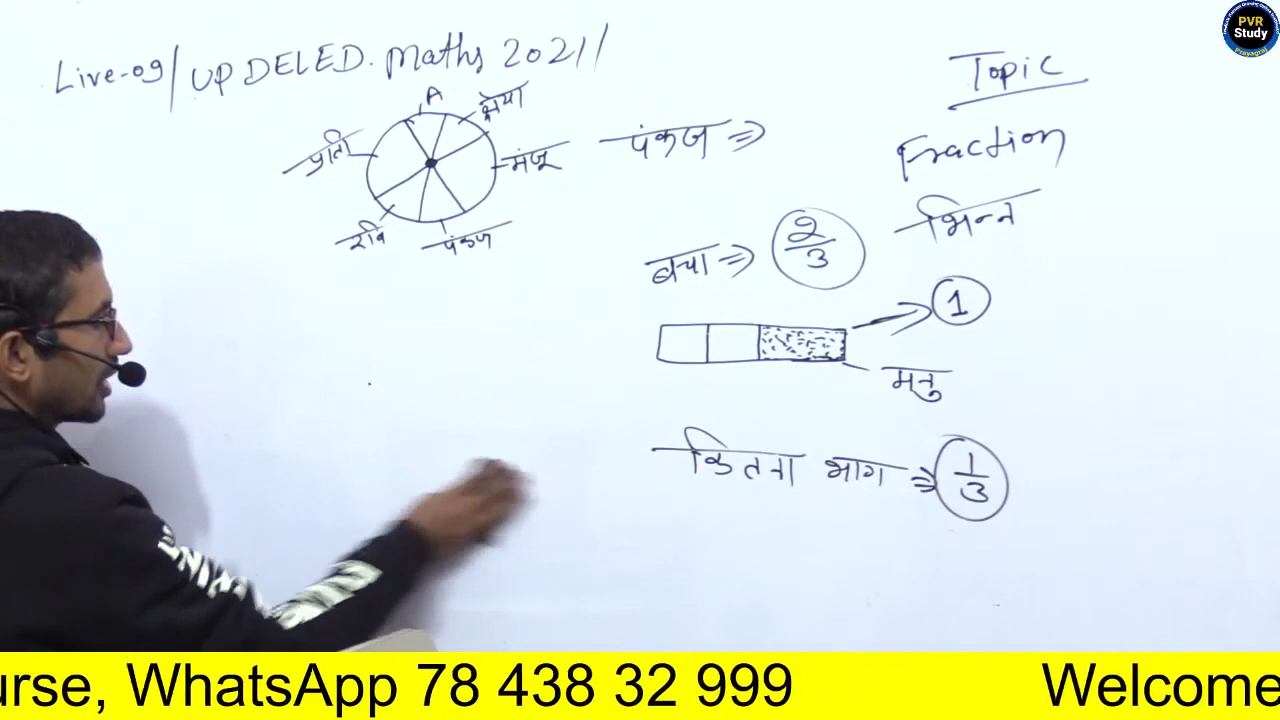 Live-09/ UP DELED. Maths 2021/
Topic
Fraction
भिन्न
A
श्रेया
प्रीती
मंजू
रवि
पंकज
पंकज ⇒
बचा ⇒ 2/3
1
मनु
कितना भाग ⇒ 1/3
PVR
Study
Prayagraj
urse, WhatsApp 78 438 32 999 Welcome